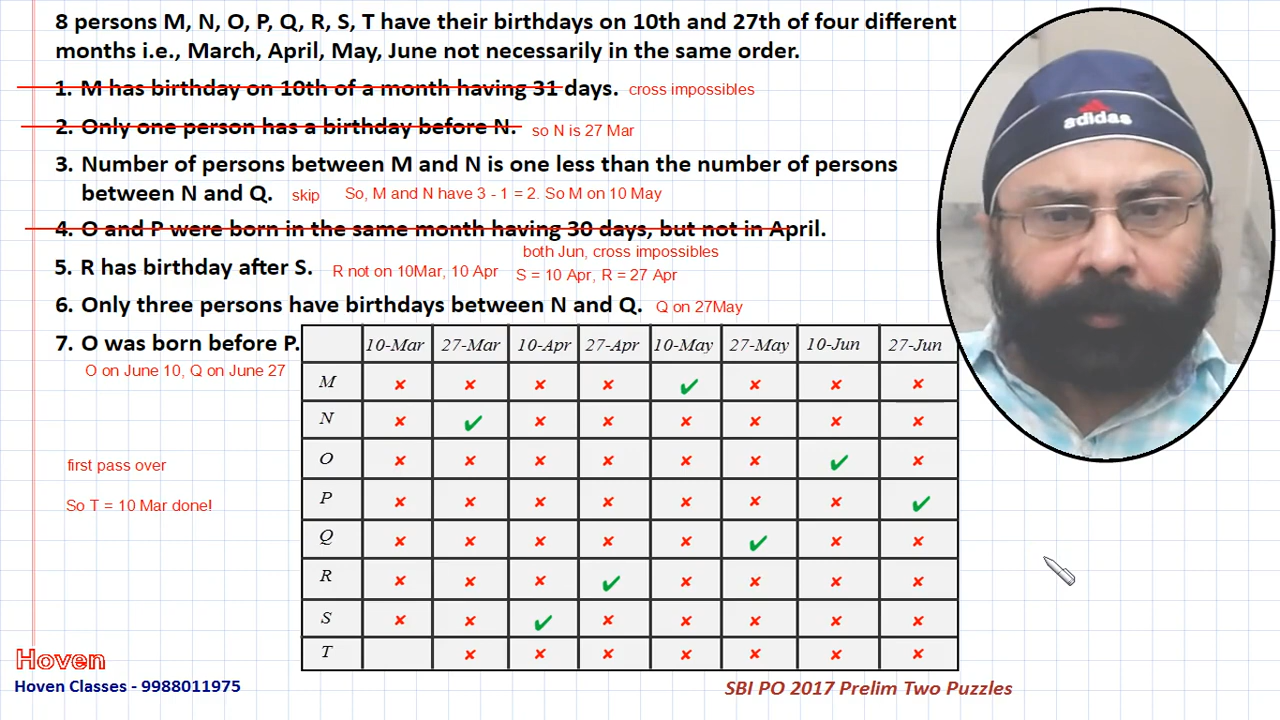 8 persons M, N, O, P, Q, R, S, T have their birthdays on 10th and 27th of four different
months i.e., March, April, May, June not necessarily in the same order.
1. M has birthday on 10th of a month having 31 days. cross impossibles
2. Only one person has a birthday before N. so N is 27 Mar
3. Number of persons between M and N is one less than the number of persons
between N and Q. skip So, M and N have 3 - 1 = 2. So M on 10 May
4. O and P were born in the same month having 30 days, but not in April.
both Jun, cross impossibles
5. R has birthday after S. R not on 10Mar, 10 Apr S = 10 Apr, R = 27 Apr
6. Only three persons have birthdays between N and Q. Q on 27May
7. O was born before P.
O on June 10, Q on June 27
first pass over
So T = 10 Mar done!
10-Mar 27-Mar 10-Apr 27-Apr 10-May 27-May 10-Jun 27-Jun
M ✘ ✘ ✘ ✘ ✔ ✘ ✘ ✘
N ✘ ✔ ✘ ✘ ✘ ✘ ✘ ✘
O ✘ ✘ ✘ ✘ ✘ ✘ ✔ ✘
P ✘ ✘ ✘ ✘ ✘ ✘ ✘ ✔
Q ✘ ✘ ✘ ✘ ✘ ✔ ✘ ✘
R ✘ ✘ ✘ ✔ ✘ ✘ ✘ ✘
S ✘ ✘ ✔ ✘ ✘ ✘ ✘ ✘
T ✘ ✘ ✘ ✘ ✘ ✘ ✘
adidas
Hoven
Hoven Classes - 9988011975
SBI PO 2017 Prelim Two Puzzles